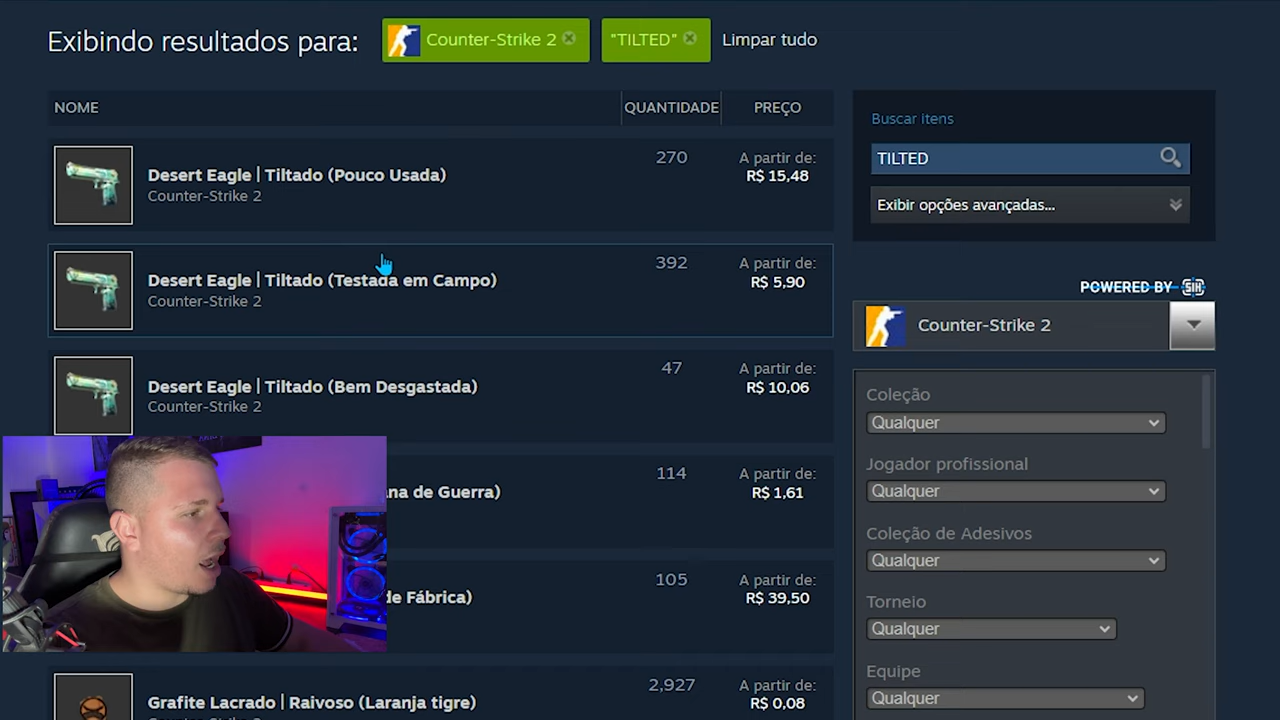 Exibindo resultados para:
Counter-Strike 2
"TILTED"
Limpar tudo
NOME
QUANTIDADE
PREÇO
Desert Eagle | Tiltado (Pouco Usada)
Counter-Strike 2
270
A partir de:
R$ 15,48
Desert Eagle | Tiltado (Testada em Campo)
Counter-Strike 2
392
A partir de:
R$ 5,90
Desert Eagle | Tiltado (Bem Desgastada)
Counter-Strike 2
47
A partir de:
R$ 10,06
na de Guerra)
114
A partir de:
R$ 1,61
de Fábrica)
105
A partir de:
R$ 39,50
Grafite Lacrado | Raivoso (Laranja tigre)
2,927
A partir de:
R$ 0,08
Buscar itens
TILTED
Exibir opções avançadas...
POWERED BY SIH
Counter-Strike 2
Coleção
Qualquer
Jogador profissional
Qualquer
Coleção de Adesivos
Qualquer
Torneio
Qualquer
Equipe
Qualquer